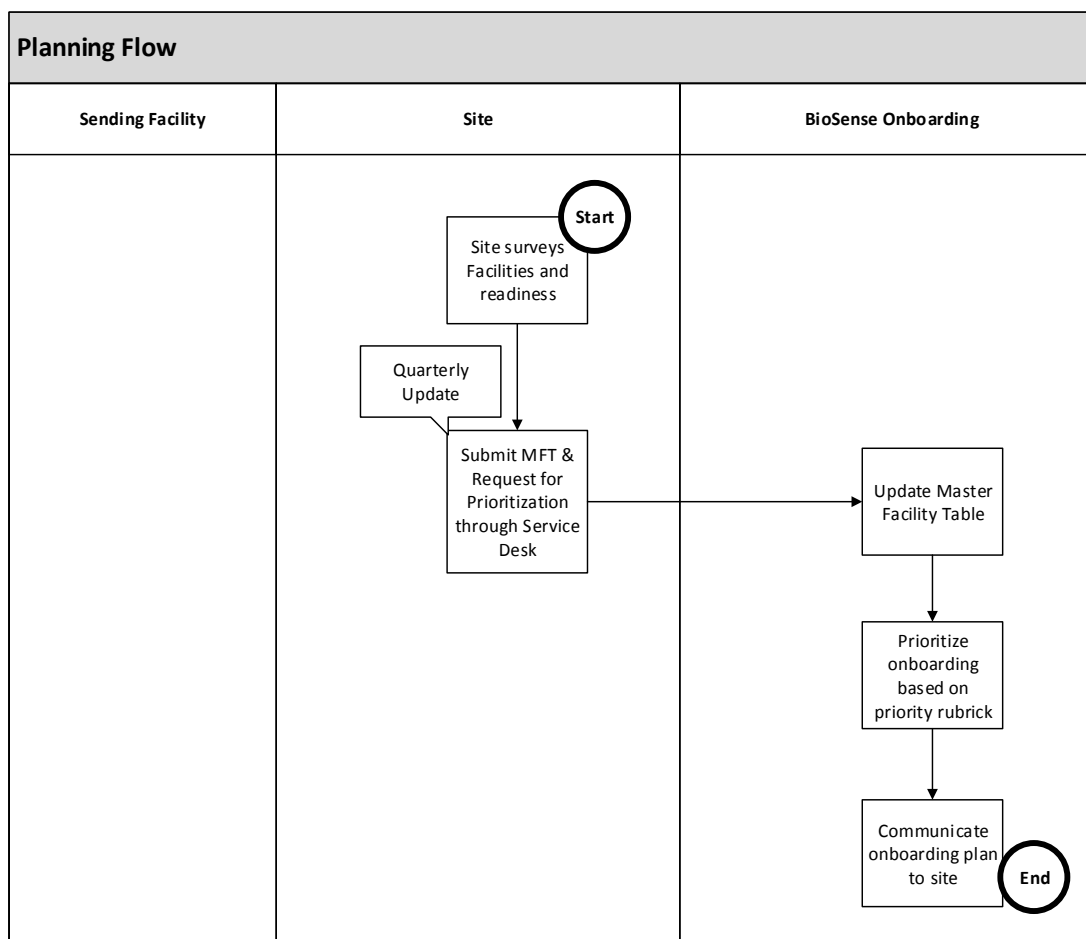 Planning Flow
Sending Facility
Site
BioSense Onboarding
Start
Site surveys
Facilities and
readiness
Quarterly
Update
Submit MFT &
Request for
Prioritization
through Service
Desk
Update Master
Facility Table
Prioritize
onboarding
based on
priority rubrick
Communicate
onboarding plan
to site
End